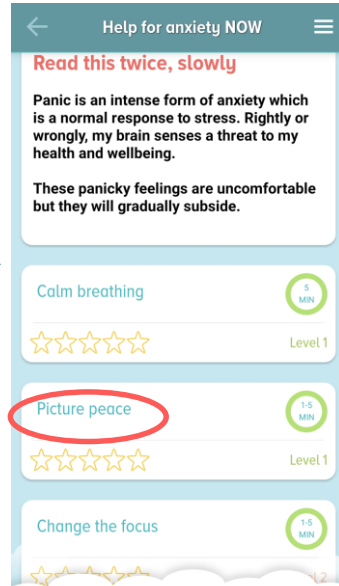 Help for anxiety NOW
Read this twice, slowly
Panic is an intense form of anxiety which
is a normal response to stress. Rightly or
wrongly, my brain senses a threat to my
health and wellbeing.
These panicky feelings are uncomfortable
but they will gradually subside.
Calm breathing
5
MIN
Level 1
Picture peace
1-5
MIN
Level 1
Change the focus
1-5
MIN
2